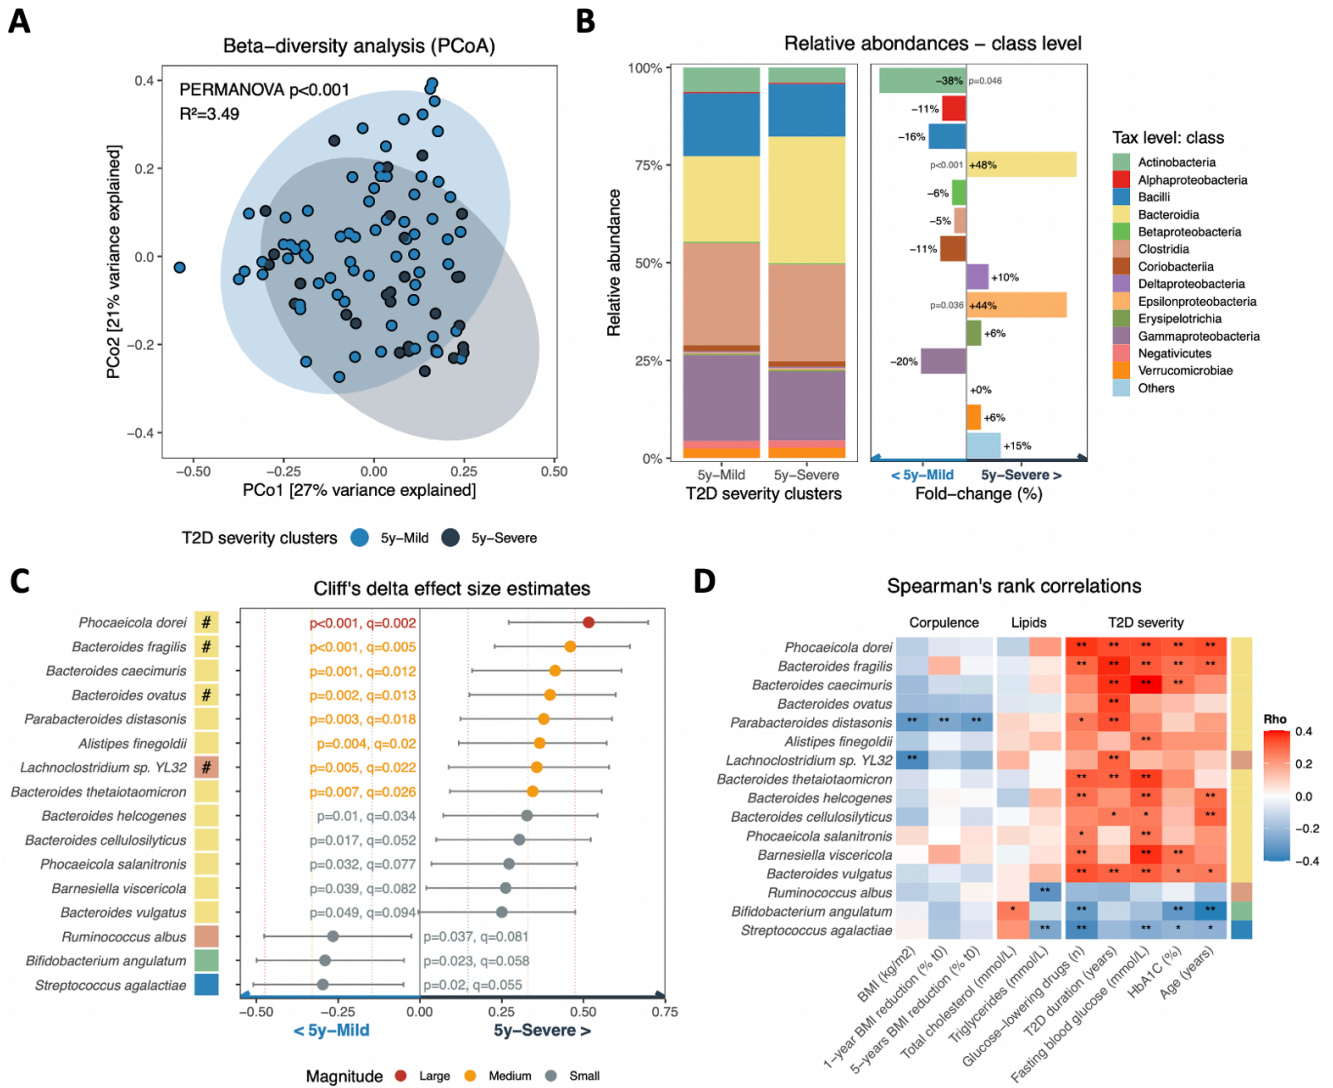 A
Beta−diversity analysis (PCoA)
PERMANOVA p<0.001
R²=3.49
0.4
0.2
0.0
−0.2
−0.4
PCo2 [21% variance explained]
−0.50
−0.25
0.00
0.25
0.50
PCo1 [27% variance explained]
T2D severity clusters
5y−Mild
5y−Severe
B
Relative abundances − class level
100%
75%
50%
25%
0%
Relative abundance
5y−Mild
5y−Severe
T2D severity clusters
−38%
p=0.046
−11%
−16%
p<0.001
+48%
−6%
−5%
−11%
+10%
p=0.036
+44%
+6%
−20%
+0%
+6%
+15%
< 5y−Mild
5y−Severe >
Fold−change (%)
Tax level: class
Actinobacteria
Alphaproteobacteria
Bacilli
Bacteroidia
Betaproteobacteria
Clostridia
Coriobacteriia
Deltaproteobacteria
Epsilonproteobacteria
Erysipelotrichia
Gammaproteobacteria
Negativicutes
Verrucomicrobiae
Others
C
Cliff's delta effect size estimates
Phocaeicola dorei # p<0.001, q=0.002
Bacteroides fragilis # p<0.001, q=0.005
Bacteroides caecimuris p=0.001, q=0.012
Bacteroides ovatus # p=0.002, q=0.013
Parabacteroides distasonis p=0.003, q=0.018
Alistipes finegoldii p=0.004, q=0.02
Lachnoclostridium sp. YL32 # p=0.005, q=0.022
Bacteroides thetaiotaomicron p=0.007, q=0.026
Bacteroides helcogenes p=0.01, q=0.034
Bacteroides cellulosilyticus p=0.017, q=0.052
Phocaeicola salanitronis p=0.032, q=0.077
Barnesiella viscericola p=0.039, q=0.082
Bacteroides vulgatus p=0.049, q=0.094
Ruminococcus albus p=0.037, q=0.081
Bifidobacterium angulatum p=0.023, q=0.058
Streptococcus agalactiae p=0.02, q=0.055
−0.50
−0.25
0.00
0.25
0.50
0.75
< 5y−Mild
5y−Severe >
Magnitude
Large
Medium
Small
D
Spearman's rank correlations
Corpulence
Lipids
T2D severity
Phocaeicola dorei ** ** ** ** **
Bacteroides fragilis ** ** ** ** **
Bacteroides caecimuris ** ** **
Bacteroides ovatus **
Parabacteroides distasonis ** ** ** * **
Alistipes finegoldii **
Lachnoclostridium sp. YL32 ** **
Bacteroides thetaiotaomicron ** ** **
Bacteroides helcogenes ** ** **
Bacteroides cellulosilyticus * * **
Phocaeicola salanitronis * **
Barnesiella viscericola ** ** **
Bacteroides vulgatus ** ** ** * *
Ruminococcus albus **
Bifidobacterium angulatum * ** ** **
Streptococcus agalactiae ** ** ** * *
BMI (kg/m2)
1−year BMI reduction (% t0)
5−years BMI reduction (% t0)
Total cholesterol (mmol/L)
Triglycerides (mmol/L)
Glucose−lowering drugs (n)
T2D duration (years)
Fasting blood glucose (mmol/L)
HbA1C (%)
Age (years)
Rho
0.4
0.2
0.0
−0.2
−0.4